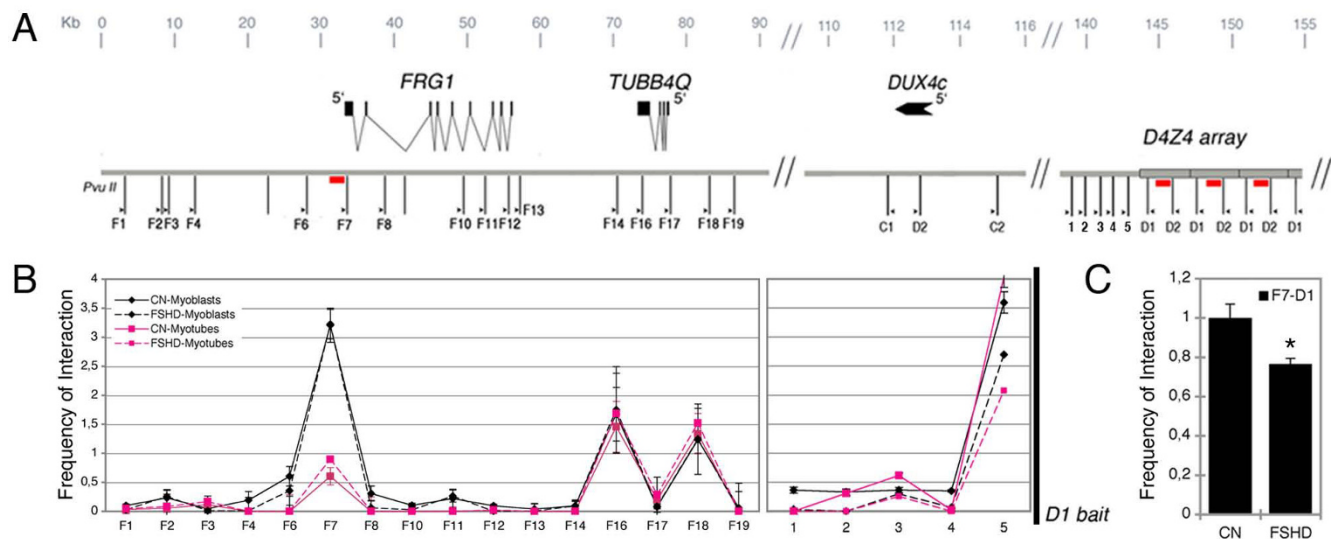 A
Kb 0 10 20 30 40 50 60 70 80 90 // 110 112 114 116 // 140 145 150 155
5' FRG1 TUBB4Q 5' DUX4c 5'
D4Z4 array
// // //
Pvu II
F1 F2 F3 F4 F6 F7 F8 F10 F11 F12 F13 F14 F16 F17 F18 F19 C1 D2 C2 1 2 3 4 5 D1 D2 D1 D2 D1 D2 D1
B
Frequency of Interaction
4
3,5
3
2,5
2
1,5
1
0,5
0
CN-Myoblasts
FSHD-Myoblasts
CN-Myotubes
FSHD-Myotubes
F1 F2 F3 F4 F6 F7 F8 F10 F11 F12 F13 F14 F16 F17 F18 F19
1 2 3 4 5
D1 bait
C
Frequency of Interaction
1,2
1
0,8
0,6
0,4
0,2
0
F7-D1
*
CN FSHD